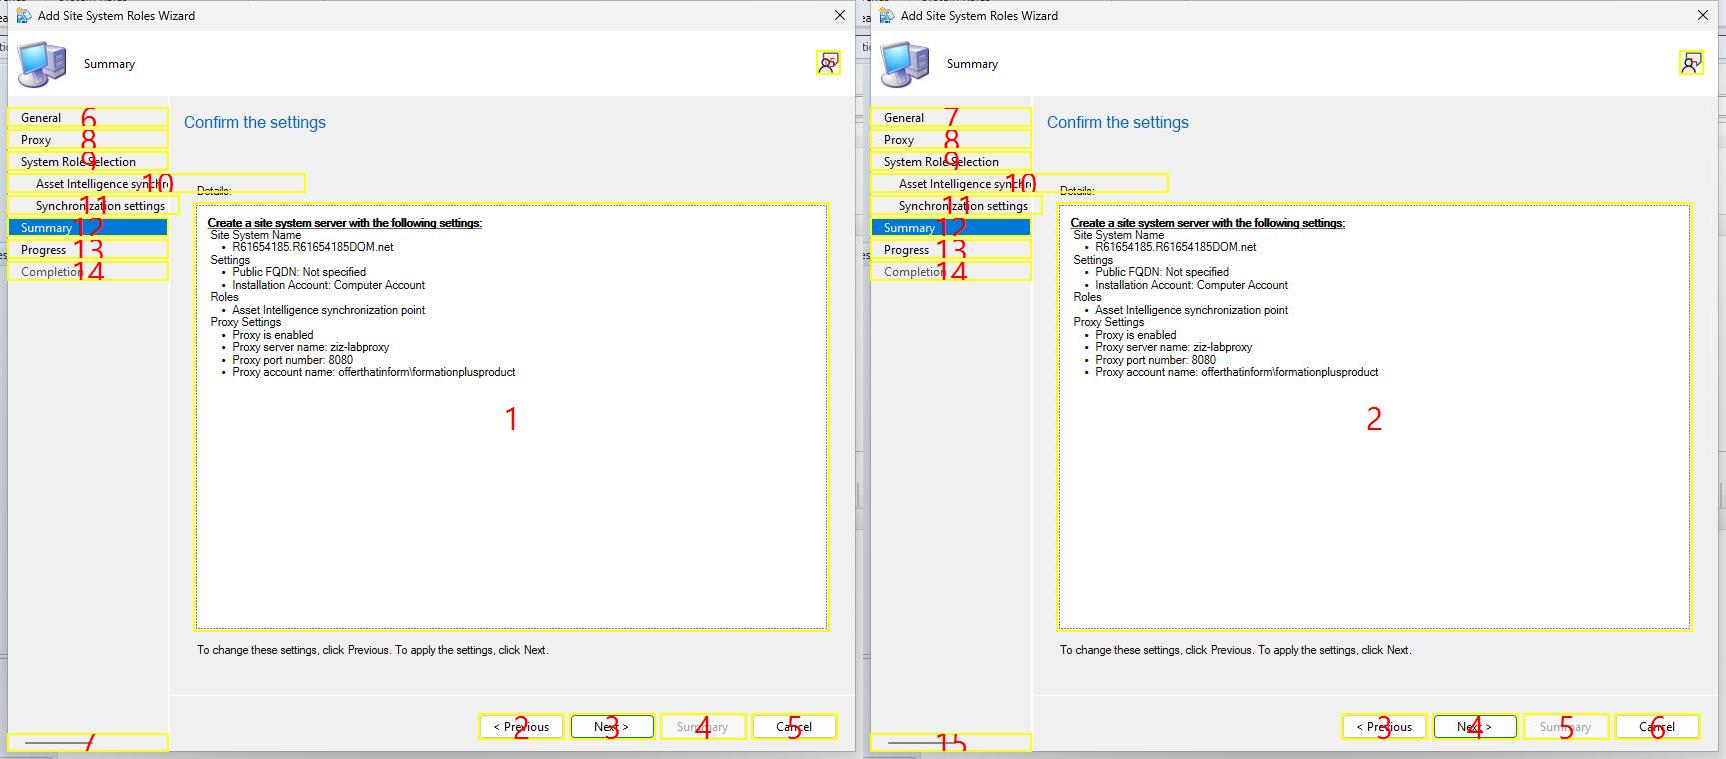 Add Site System Roles Wizard
Summary
15
General 6
Proxy 8
System Role Selection 9
Asset Intelligence synchr 10
Synchronization settings 11
Summary 12
Progress 13
Completion 14
Confirm the settings
Details:
Create a site system server with the following settings:
Site System Name
• R61654185.R61654185DOM.net
Settings
• Public FQDN: Not specified
• Installation Account: Computer Account
Roles
• Asset Intelligence synchronization point
Proxy Settings
• Proxy is enabled
• Proxy server name: ziz-labproxy
• Proxy port number: 8080
• Proxy account name: offerthatinform\formationplusproduct
1
To change these settings, click Previous. To apply the settings, click Next.
< Previous 2
Next > 3
Summary 4
Cancel 5
7
Add Site System Roles Wizard
Summary
General 7
Proxy 8
System Role Selection 9
Asset Intelligence synchr 10
Synchronization settings 11
Summary 12
Progress 13
Completion 14
Confirm the settings
Details:
Create a site system server with the following settings:
Site System Name
• R61654185.R61654185DOM.net
Settings
• Public FQDN: Not specified
• Installation Account: Computer Account
Roles
• Asset Intelligence synchronization point
Proxy Settings
• Proxy is enabled
• Proxy server name: ziz-labproxy
• Proxy port number: 8080
• Proxy account name: offerthatinform\formationplusproduct
2
To change these settings, click Previous. To apply the settings, click Next.
< Previous 3
Next > 4
Summary 5
Cancel 6
15